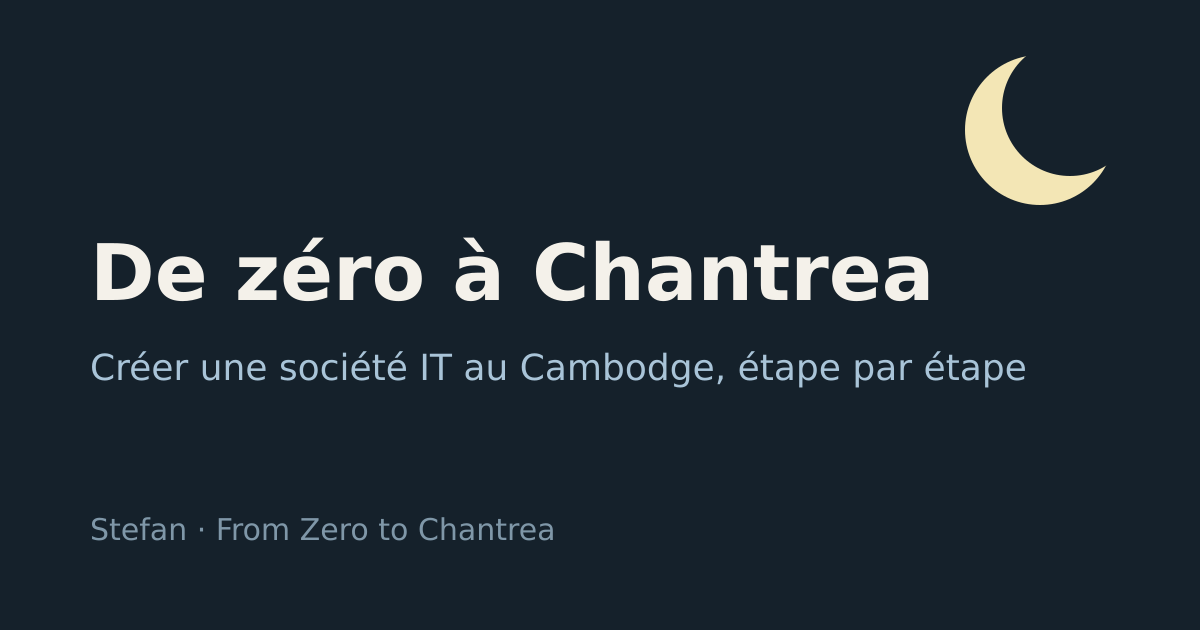 De zéro à Chantrea
Créer une société IT au Cambodge, étape par étape
Stefan · From Zero to Chantrea